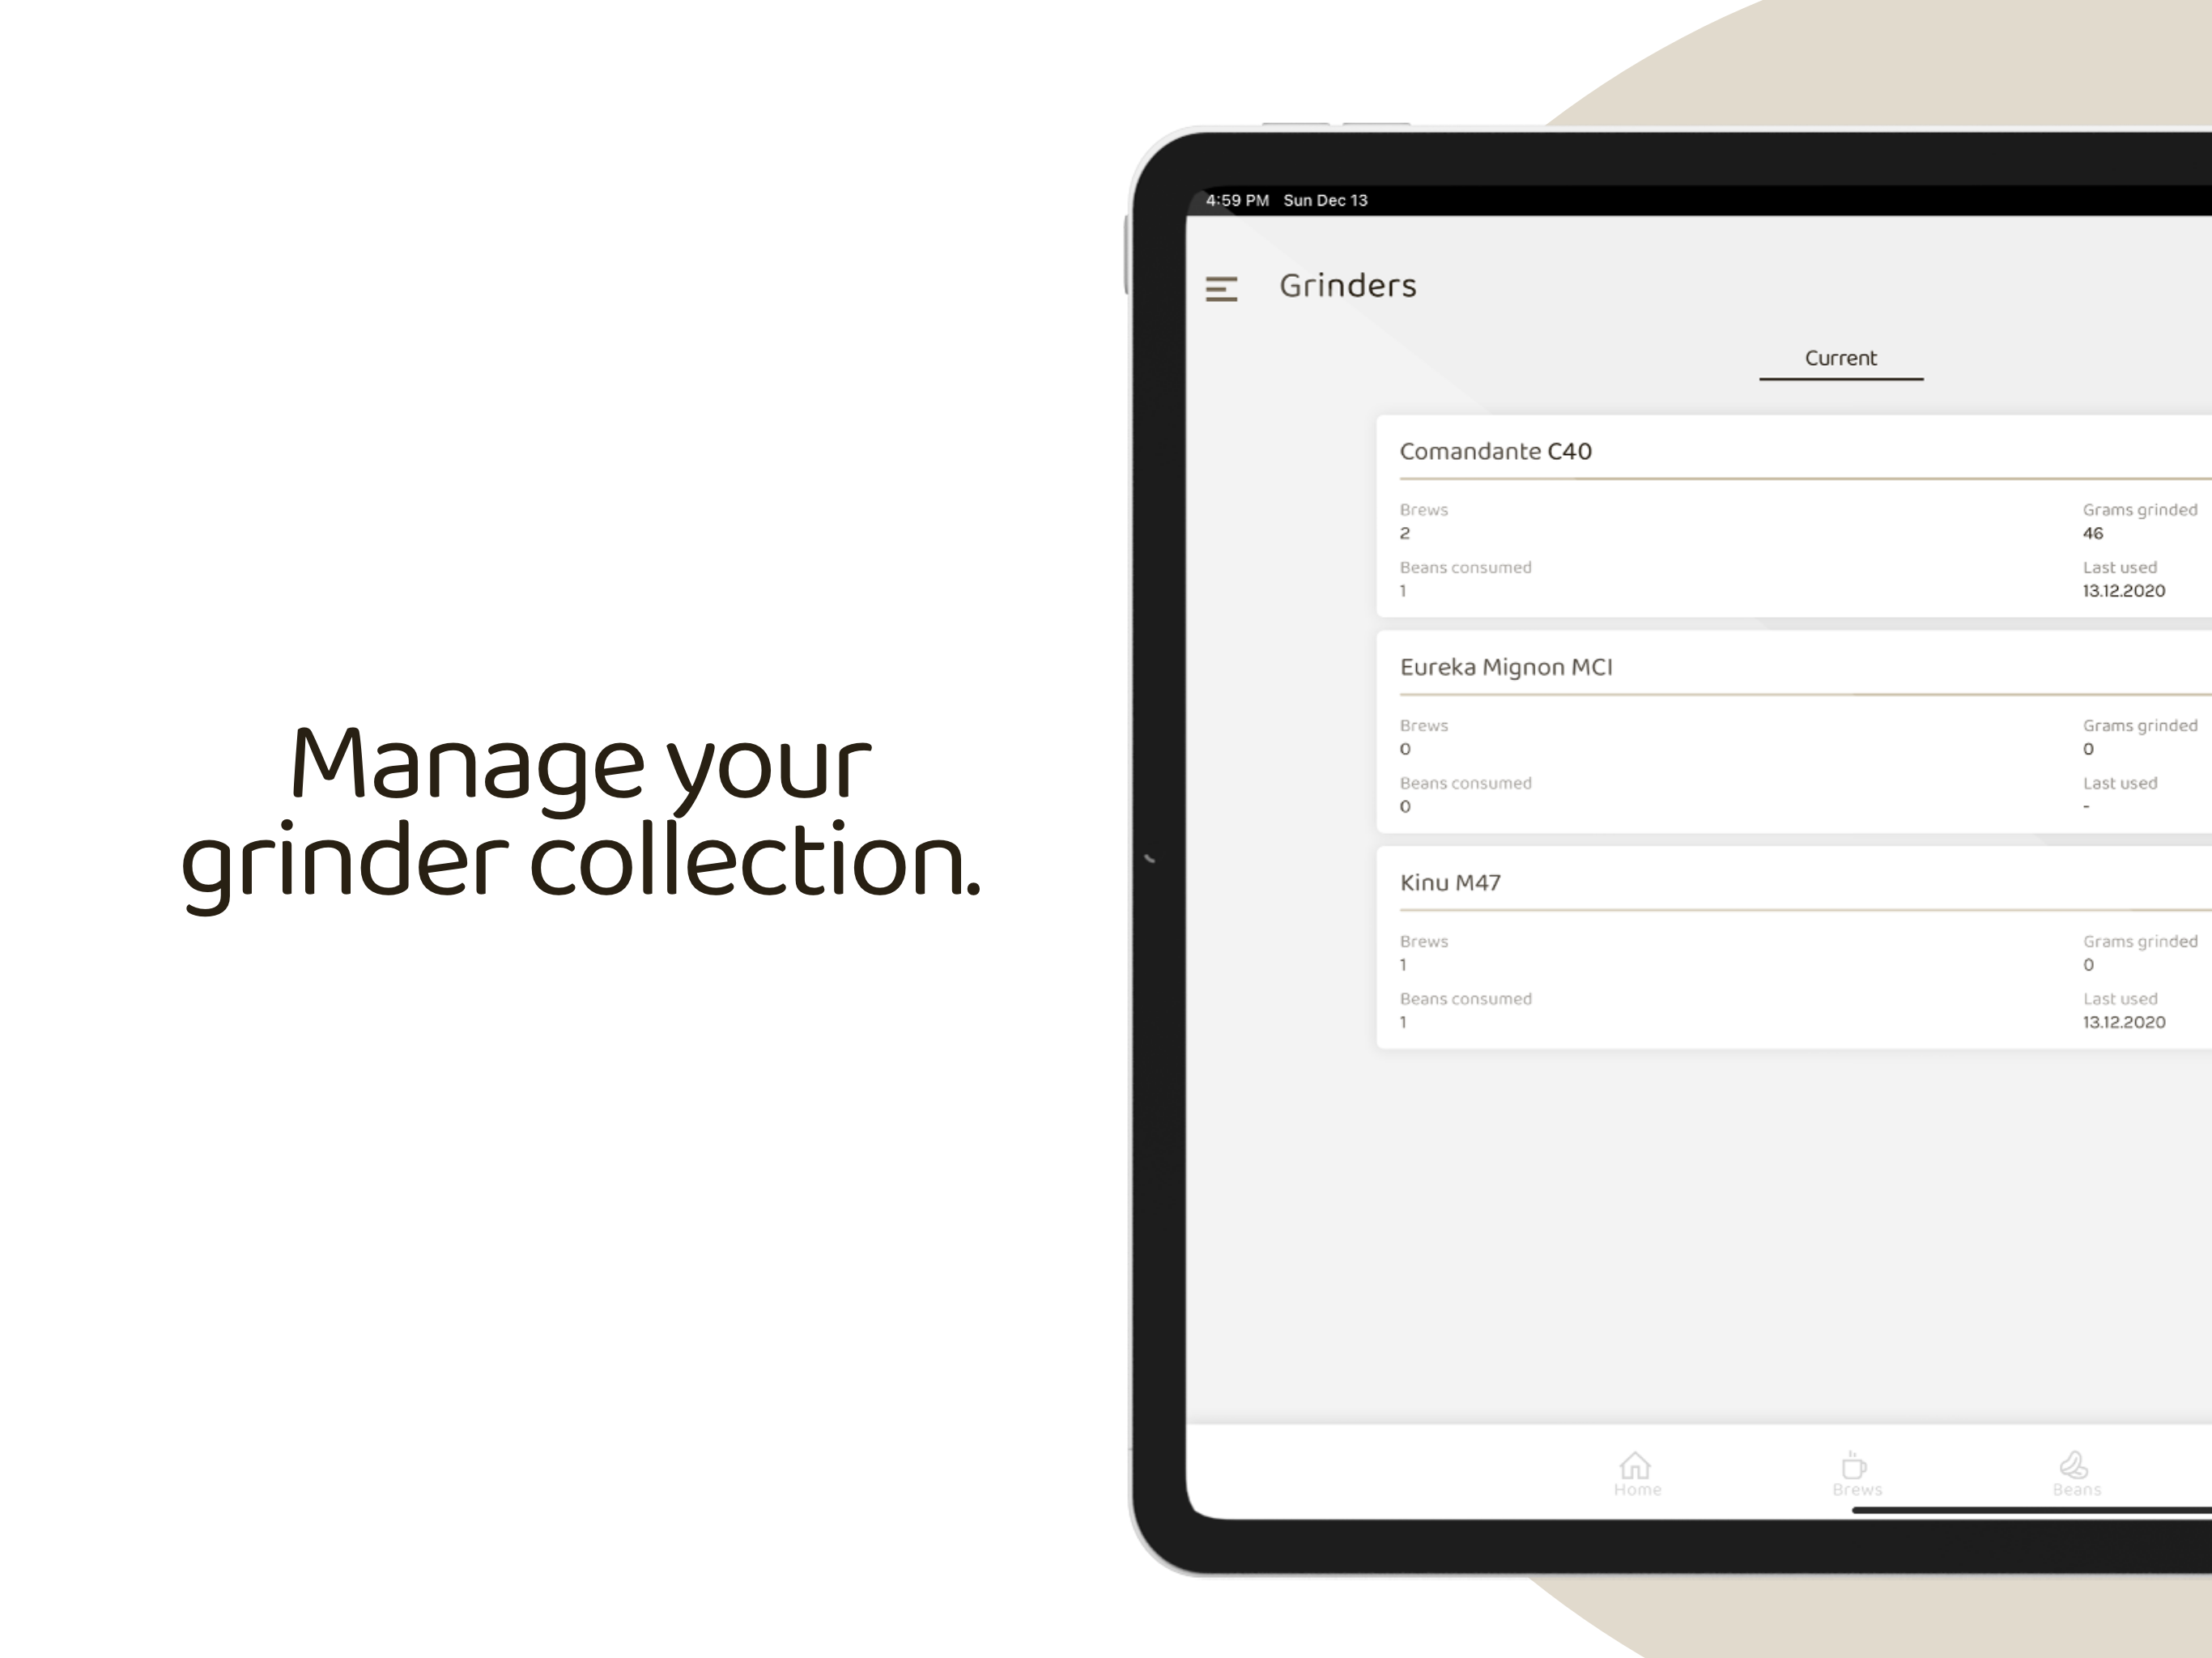 Manage your
grinder collection.
4:59 PM Sun Dec 13
Grinders
Current
Comandante C40
Brews Grams grinded
2 46
Beans consumed Last used
1 13.12.2020
Eureka Mignon MCI
Brews Grams grinded
0 0
Beans consumed Last used
0 -
Kinu M47
Brews Grams grinded
1 0
Beans consumed Last used
1 13.12.2020
Home Brews Beans